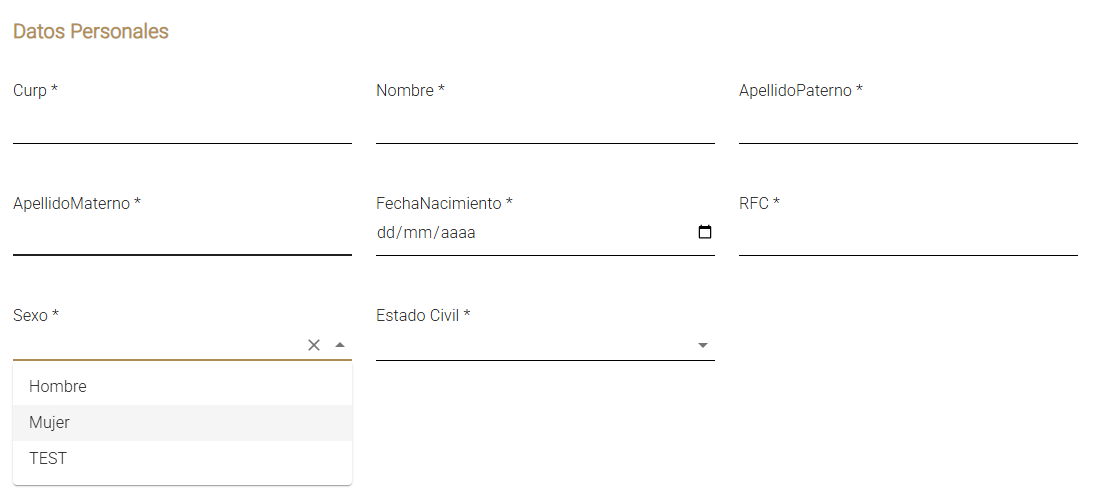 Datos Personales
Curp *
Nombre *
ApellidoPaterno *
ApellidoMaterno *
FechaNacimiento *
dd/mm/aaaa
RFC *
Sexo *
Estado Civil *
Hombre
Mujer
TEST